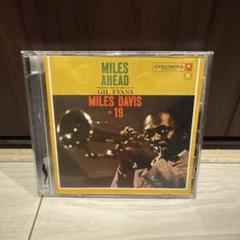 MILES
AHEAD
COLUMBIA
GIL EVANS
MILES DAVIS
+ 19